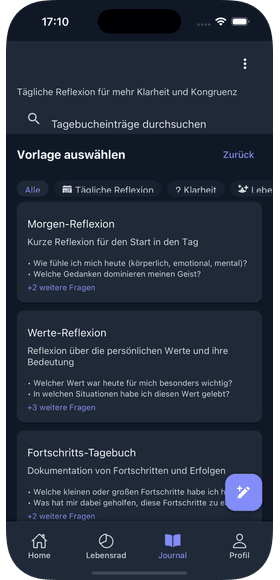 17:10
Tägliche Reflexion für mehr Klarheit und Kongruenz
Tagebucheinträge durchsuchen
Vorlage auswählen
Zurück
Alle
Tägliche Reflexion
? Klarheit
Lebe
Morgen-Reflexion
Kurze Reflexion für den Start in den Tag
• Wie fühle ich mich heute (körperlich, emotional, mental)?
• Welche Gedanken dominieren meinen Geist?
+2 weitere Fragen
Werte-Reflexion
Reflexion über die persönlichen Werte und ihre
Bedeutung
• Welcher Wert war heute für mich besonders wichtig?
• In welchen Situationen habe ich diesen Wert gelebt?
+3 weitere Fragen
Fortschritts-Tagebuch
Dokumentation von Fortschritten und Erfolgen
• Welche kleinen oder großen Fortschritte habe ich h
• Was hat mir dabei geholfen, diese Fortschritte zu e
+2 weitere Fragen
Home
Lebensrad
Journal
Profil